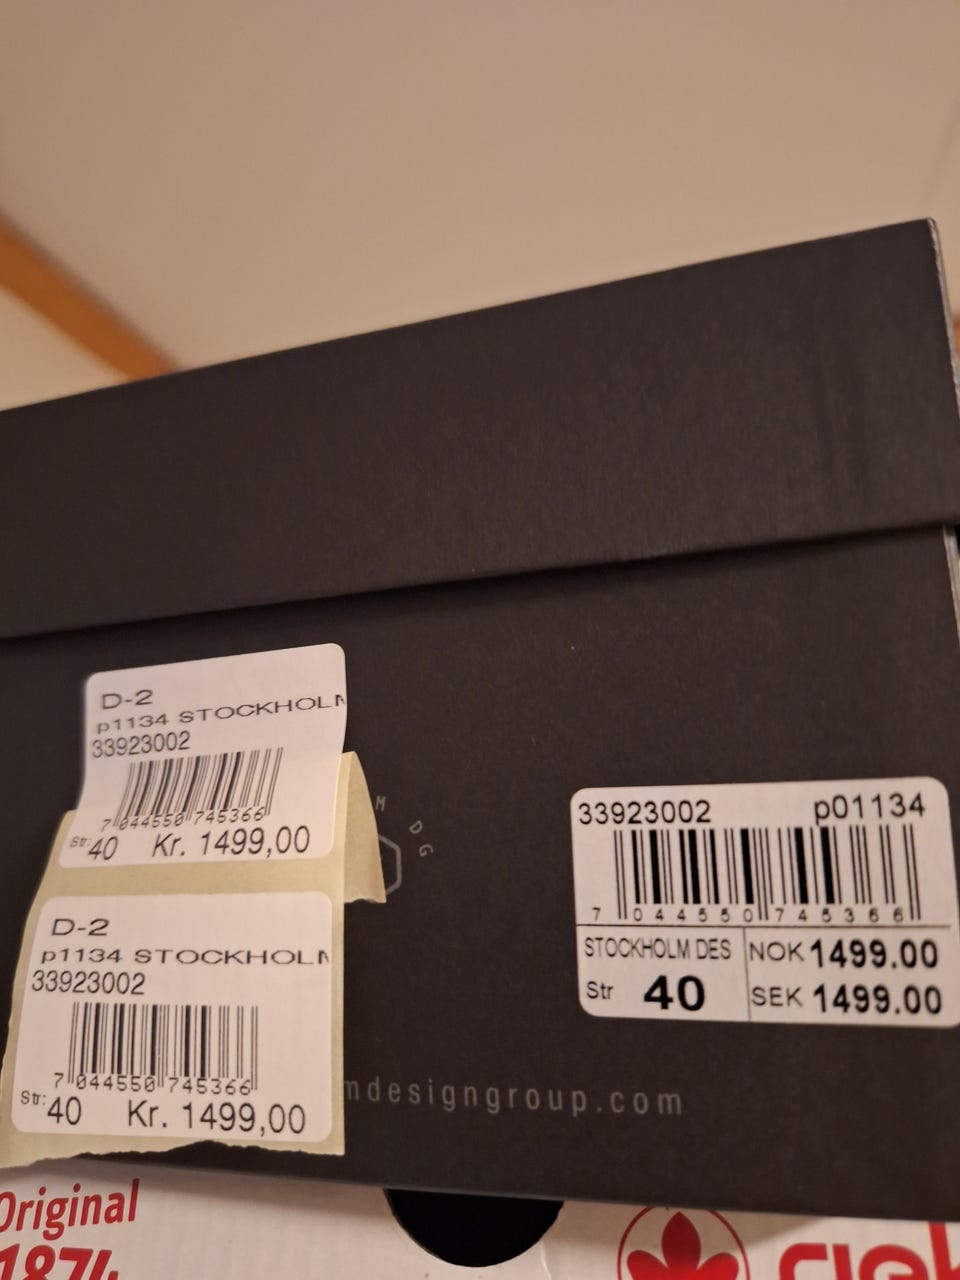 D-2
p1134 STOCKHOLM
33923002
7 044550 745366
Str: 40 Kr. 1499,00
D-2
p1134 STOCKHOLM
33923002
7 044550 745366
Str: 40 Kr. 1499,00
M
DG
33923002 p01134
7 044550 745366
STOCKHOLM DES NOK 1499.00
Str 40 SEK 1499.00
mdesigngroup.com
Original
1874